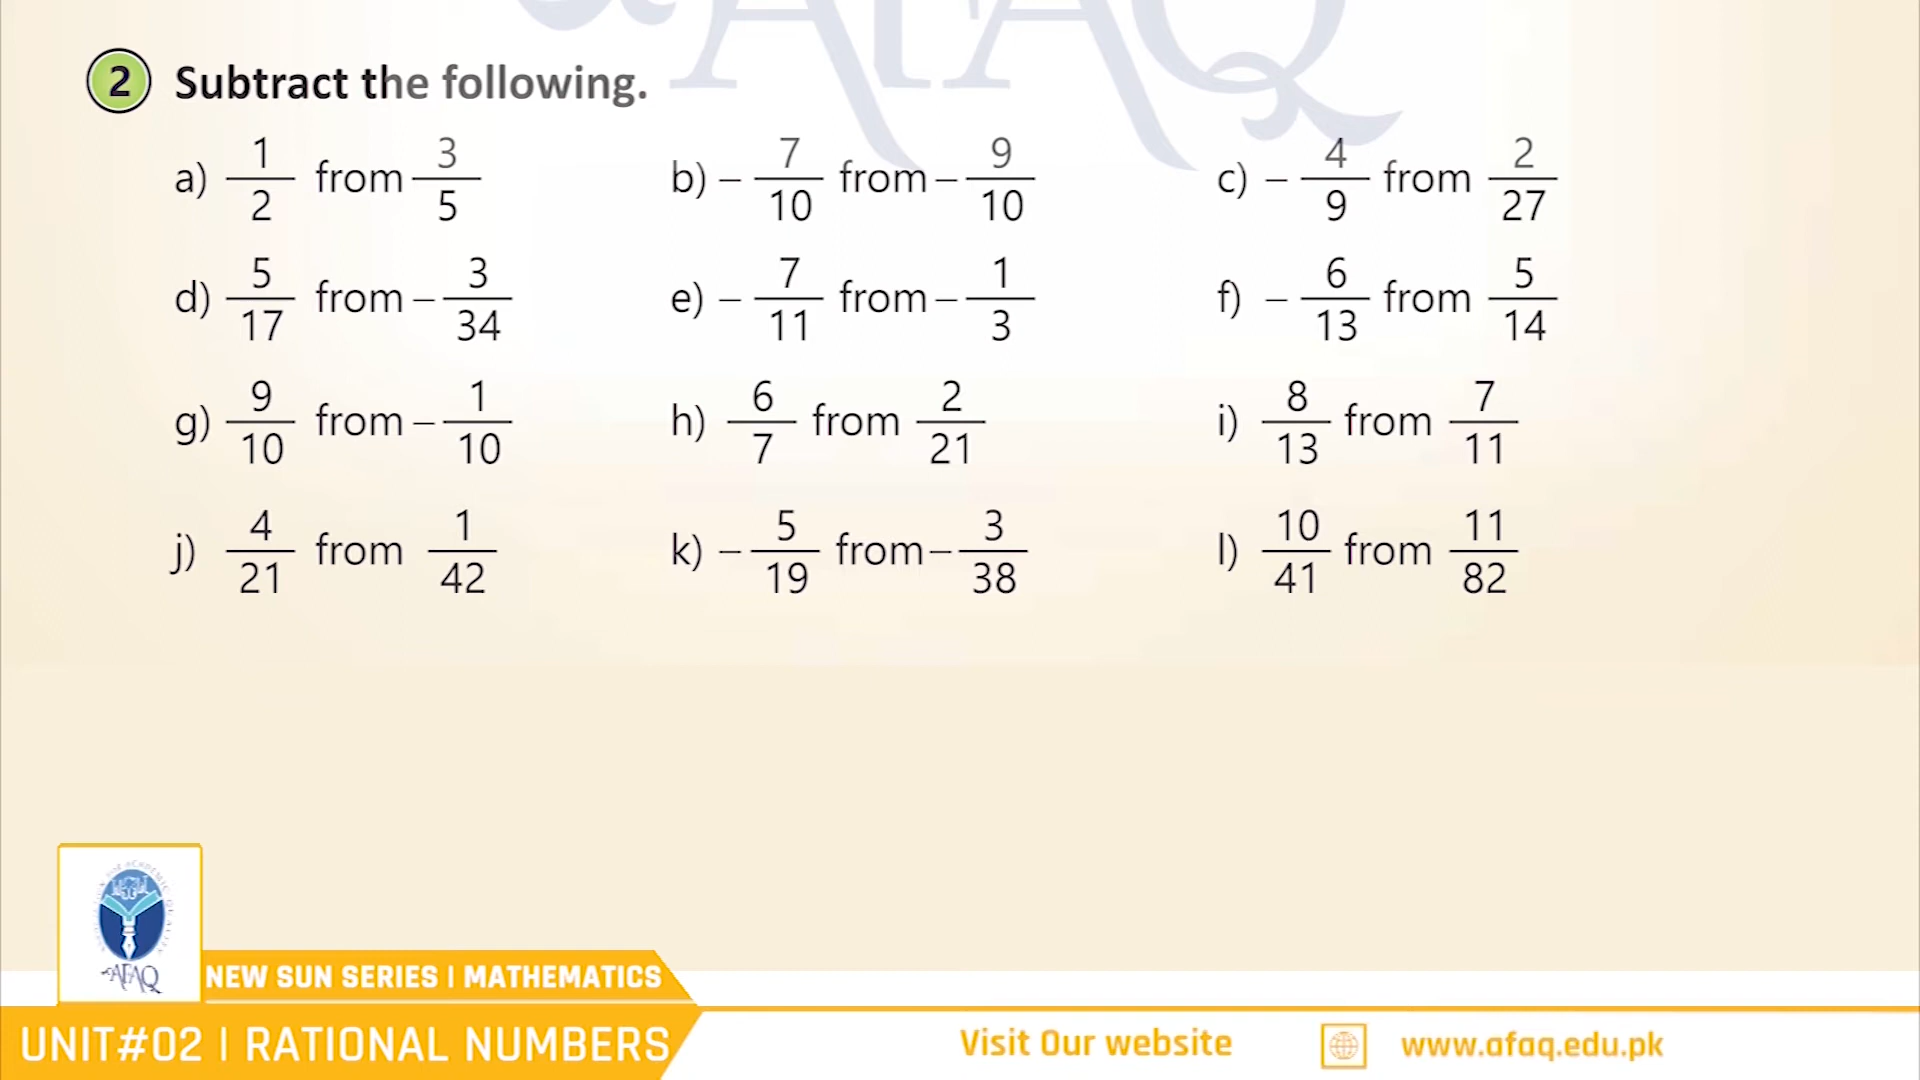 2 Subtract the following.
a) 1/2 from 3/5 b) – 7/10 from – 9/10 c) – 4/9 from 2/27
d) 5/17 from – 3/34 e) – 7/11 from – 1/3 f) – 6/13 from 5/14
g) 9/10 from – 1/10 h) 6/7 from 2/21 i) 8/13 from 7/11
j) 4/21 from 1/42 k) – 5/19 from – 3/38 l) 10/41 from 11/82
AFAQ
AFAQ
NEW SUN SERIES | MATHEMATICS
UNIT#02 | RATIONAL NUMBERS
Visit Our website www.afaq.edu.pk